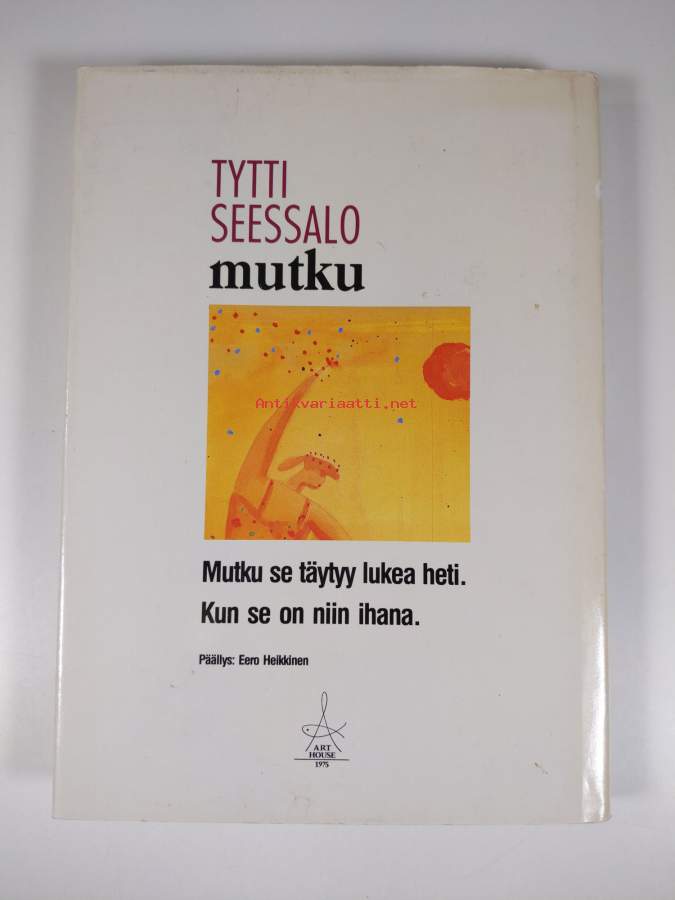 TYTTI
SEESSALO
mutku
Antikvariaatti.net
Mutku se täytyy lukea heti.
Kun se on niin ihana.
Päällys: Eero Heikkinen
ART
HOUSE
1975